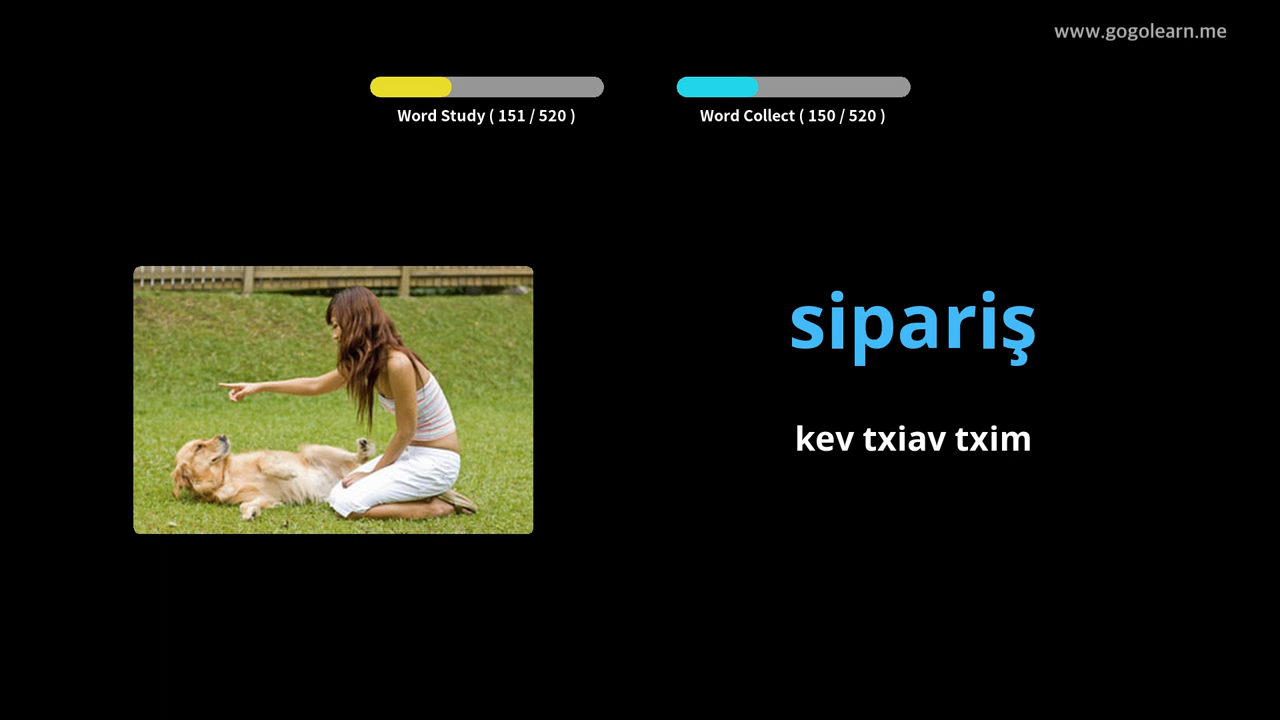 www.gogolearn.me
Word Study ( 151 / 520 )
Word Collect ( 150 / 520 )
sipariş
kev txiav txim